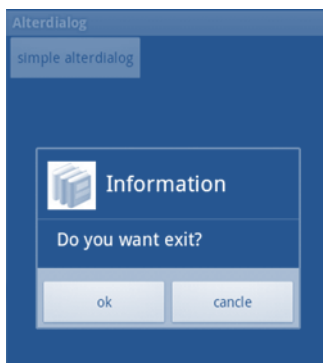 Alterdialog
simple alterdialog
Information
Do you want exit?
ok
cancle